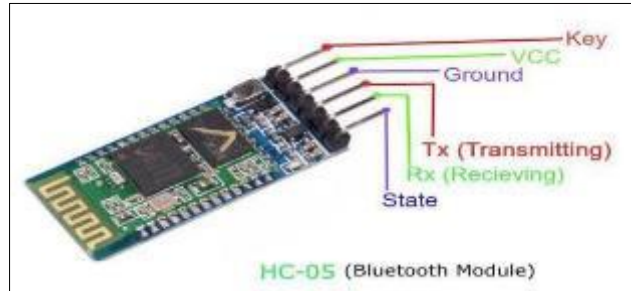 Key
VCC
Ground
Tx (Transmitting)
Rx (Recieving)
State
HC-05 (Bluetooth Module)